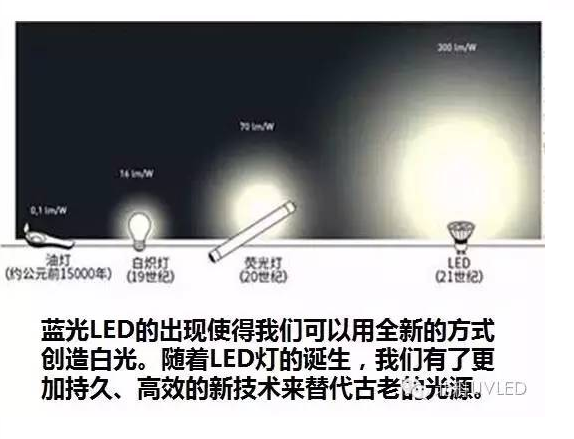 300 lm/W
70 lm/W
16 lm/W
0,1 lm/W
油灯
(约公元前15000年)
白炽灯
(19世纪)
荧光灯
(20世纪)
LED
(21世纪)
蓝光LED的出现使得我们可以用全新的方式
创造白光。随着LED灯的诞生，我们有了更
加持久、高效的新技术来替代古老的光源。
UVLED